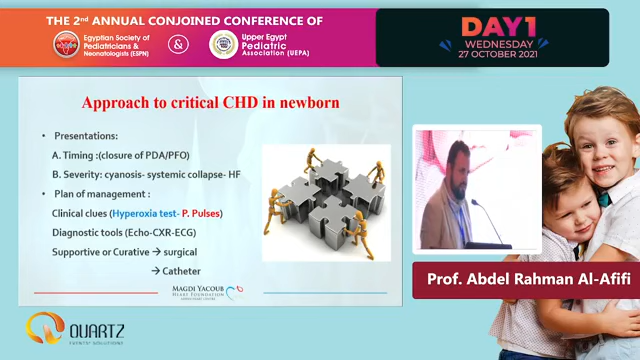 THE 2nd ANNUAL CONJOINED CONFERENCE OF
Egyptian Society of
Pediatricians &
Neonatologists (ESPN)
&
Upper Egypt
Pediatric
Association (UEPA)
DAY1
WEDNESDAY
27 OCTOBER 2021
Approach to critical CHD in newborn
• Presentations:
A. Timing :(closure of PDA/PFO)
B. Severity: cyanosis- systemic collapse- HF
• Plan of management :
Clinical clues (Hyperoxia test- P. Pulses)
Diagnostic tools (Echo-CXR-ECG)
Supportive or Curative → surgical
→ Catheter
MAGDI YACOUB
HEART FOUNDATION
Prof. Abdel Rahman Al-Afifi
QUARTZ